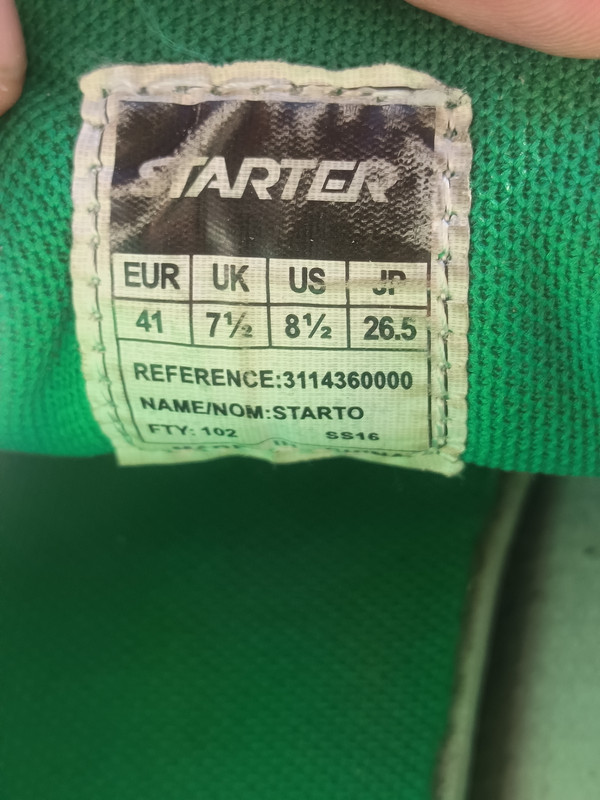 STARTER
EUR UK US JP
41 7½ 8½ 26.5
REFERENCE:3114360000
NAME/NOM:STARTO
FTY: 102 SS16